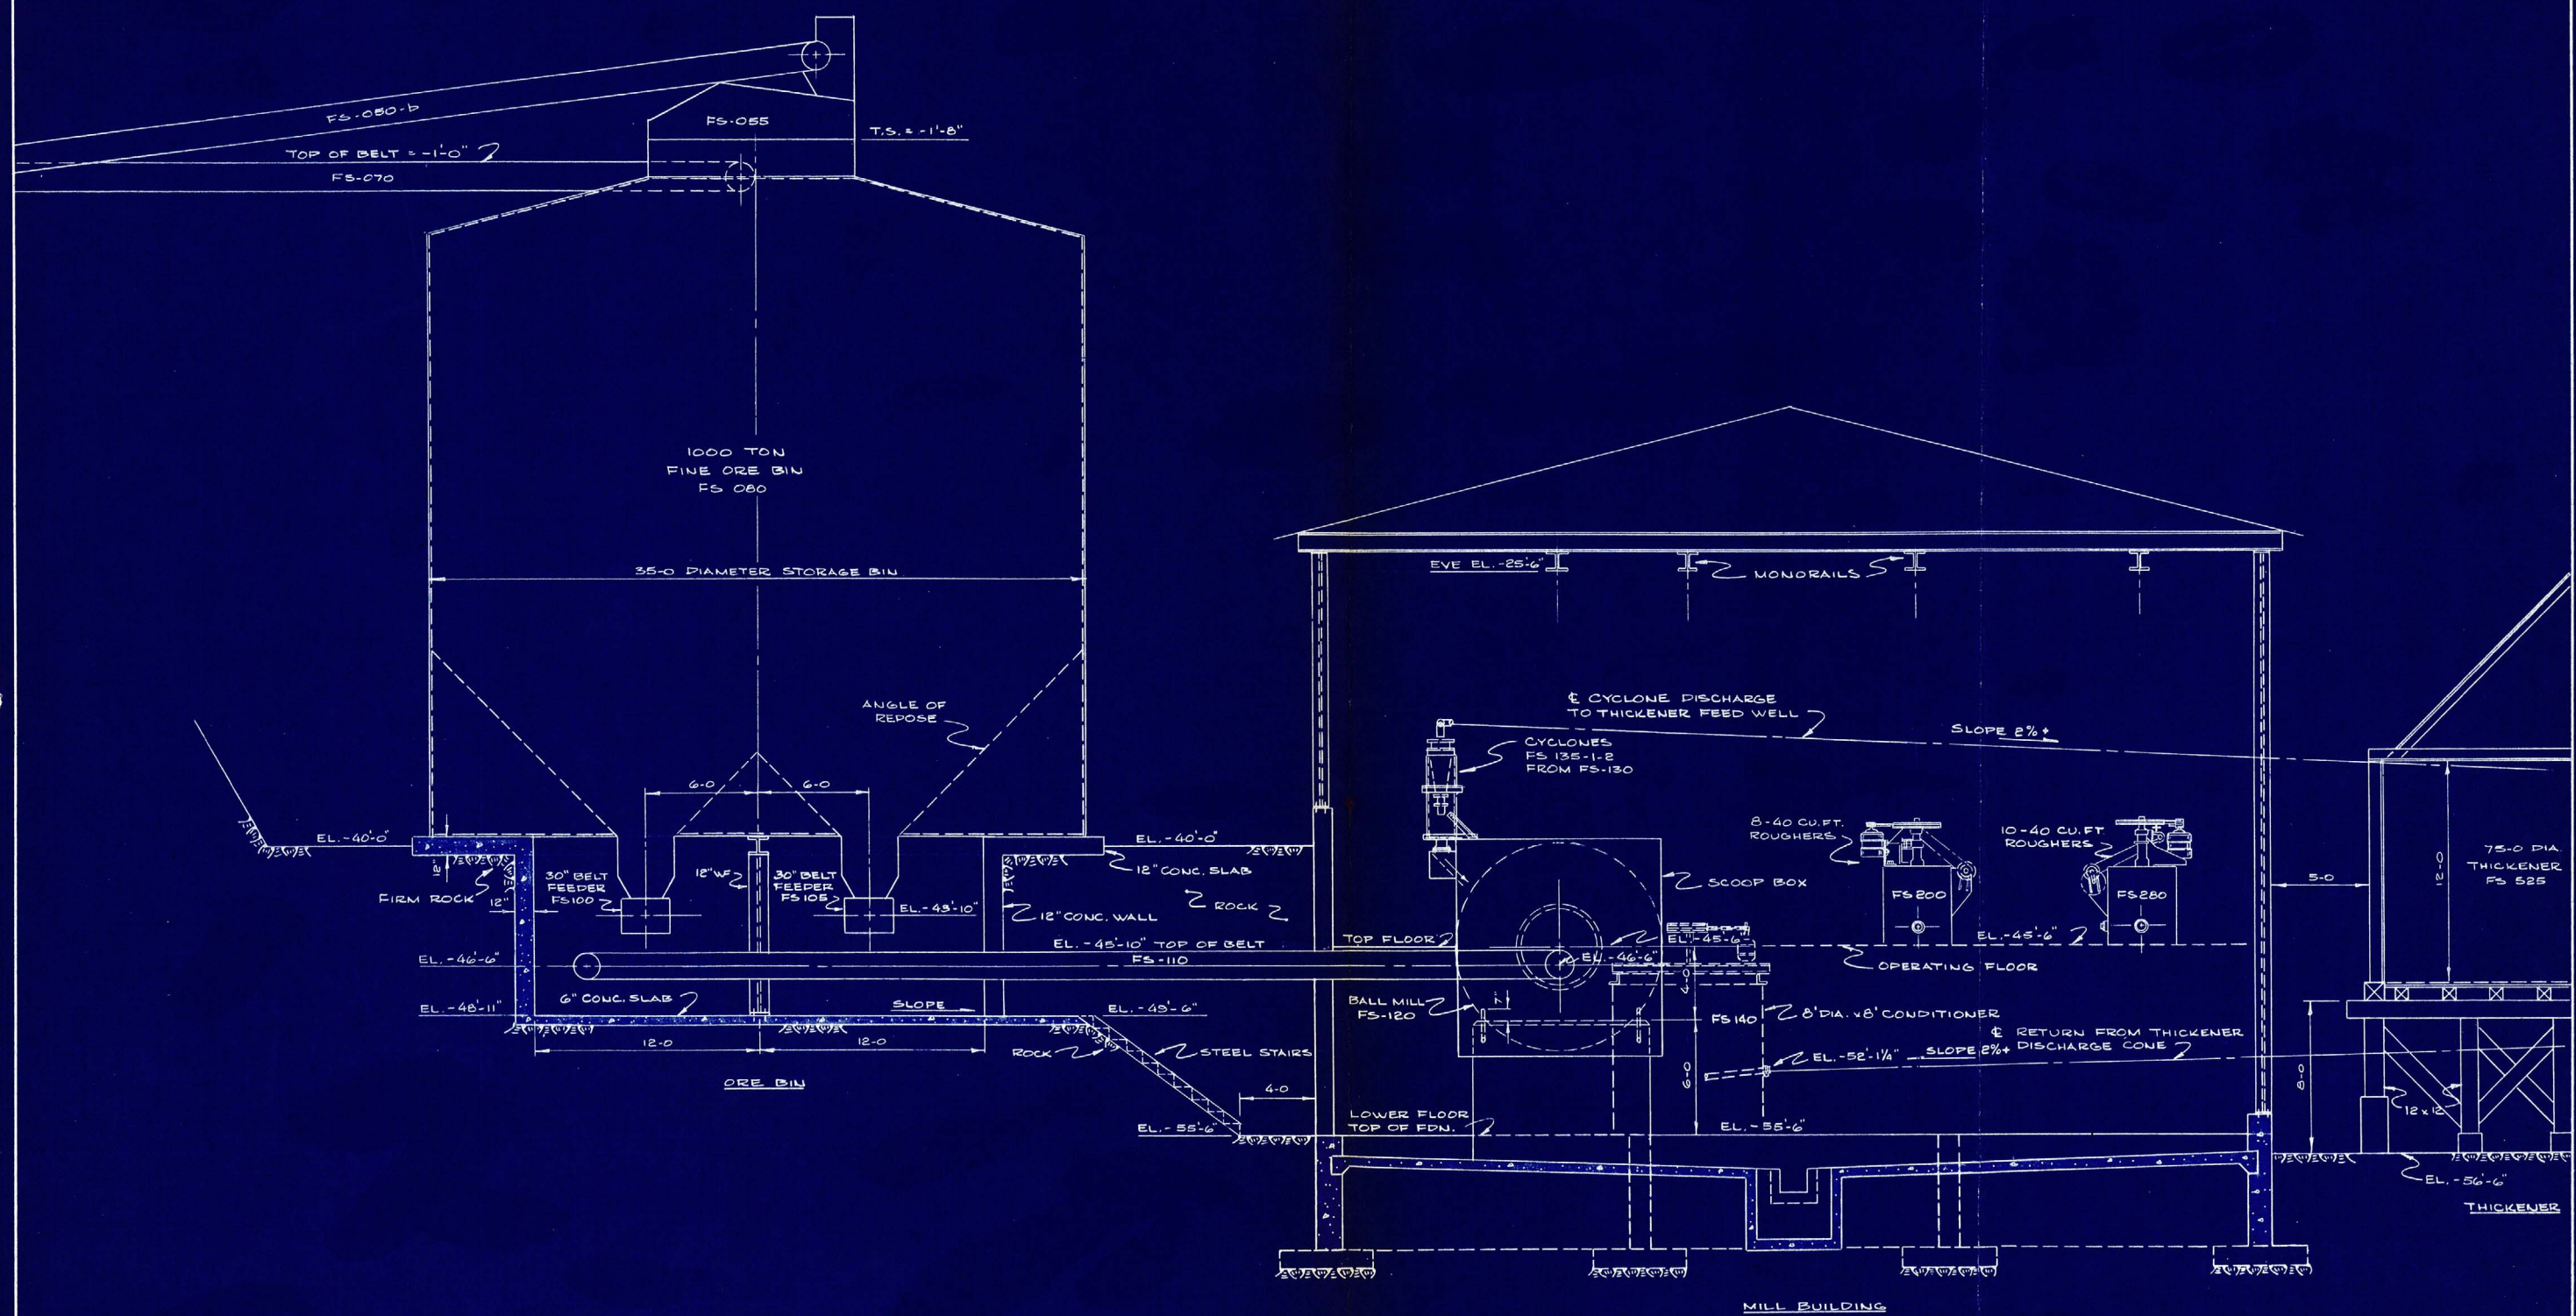 FS-050-b
TOP OF BELT = -1'-0"
FS-070
FS-055
T.S. = -1'-8"
1000 TON
FINE ORE BIN
FS 080
35-0 DIAMETER STORAGE BIN
ANGLE OF
REPOSE
6-0
6-0
EL.-40'-0"
12"
FIRM ROCK
12"
30" BELT
FEEDER
FS100
12" WF
30" BELT
FEEDER
FS105
EL.-43'-10"
EL.-40'-0"
12" CONC. SLAB
ROCK
12" CONC. WALL
EL.-45'-10" TOP OF BELT
FS-110
EL.-46'-6"
EL.-48'-11"
6" CONC. SLAB
SLOPE
EL.-49'-6"
12-0
12-0
ROCK
STEEL STAIRS
4-0
EL.-55'-6"
ORE BIN
EVE EL.-25'-6"
MONORAILS
℄ CYCLONE DISCHARGE
TO THICKENER FEED WELL
SLOPE 2%+
CYCLONES
FS 135-1-2
FROM FS-130
8-40 CU.FT.
ROUGHERS
10-40 CU.FT.
ROUGHERS
SCOOP BOX
FS200
FS280
TOP FLOOR
EL.-45'-6"
EL.-46'-6"
EL.-45'-6"
OPERATING FLOOR
4-0
BALL MILL
FS-120
FS 140
8' DIA. x 8' CONDITIONER
℄ RETURN FROM THICKENER
DISCHARGE CONE
EL.-52'-1¼"
SLOPE 2%+
6-0
LOWER FLOOR
TOP OF FDN.
EL.-55'-6"
MILL BUILDING
5-0
12-0
75-0 DIA.
THICKENER
FS 525
8-0
12 x 12
EL.-56'-6"
THICKENER